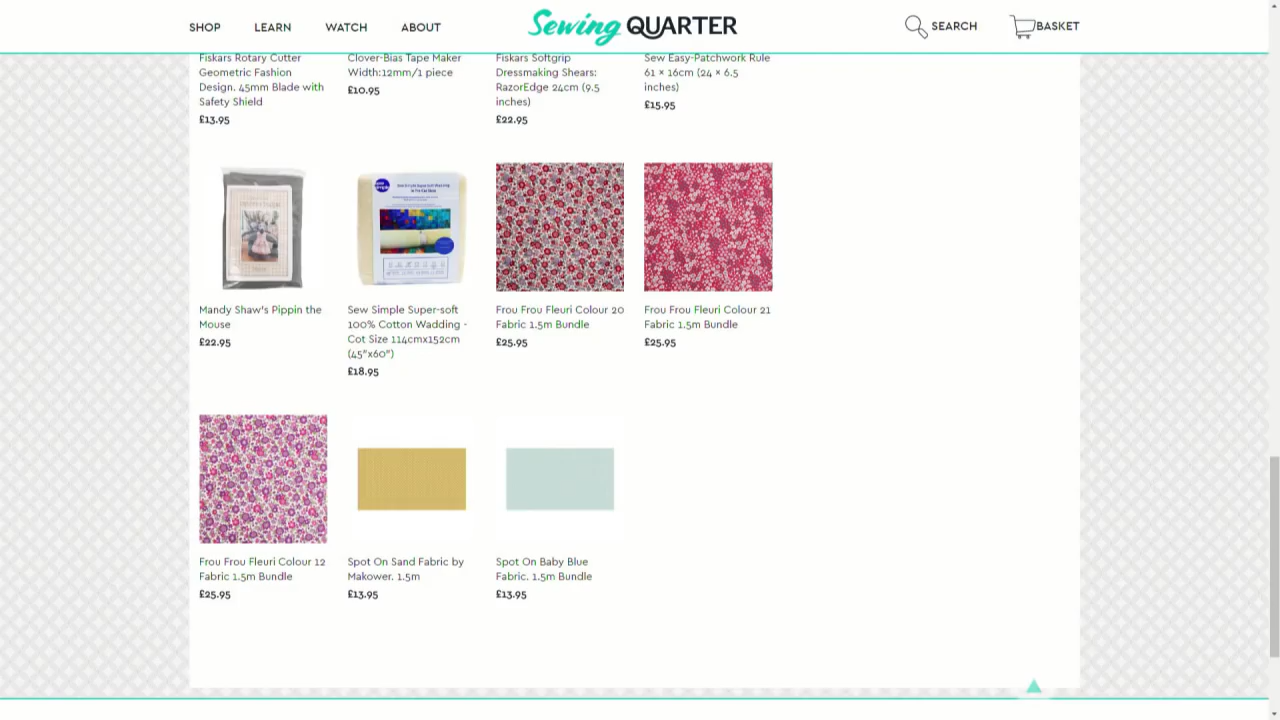 SHOP
LEARN
WATCH
ABOUT
Sewing QUARTER
SEARCH
BASKET
Fiskars Rotary Cutter
Geometric Fashion
Design. 45mm Blade with
Safety Shield
£13.95
Clover-Bias Tape Maker
Width:12mm/1 piece
£10.95
Fiskars Softgrip
Dressmaking Shears:
RazorEdge 24cm (9.5
inches)
£22.95
Sew Easy-Patchwork Rule
61 × 16cm (24 × 6.5
inches)
£15.95
Mandy Shaw's Pippin the
Mouse
£22.95
Sew Simple Super-soft
100% Cotton Wadding -
Cot Size 114cmx152cm
(45"x60")
£18.95
Frou Frou Fleuri Colour 20
Fabric 1.5m Bundle
£25.95
Frou Frou Fleuri Colour 21
Fabric 1.5m Bundle
£25.95
Frou Frou Fleuri Colour 12
Fabric 1.5m Bundle
£25.95
Spot On Sand Fabric by
Makower. 1.5m
£13.95
Spot On Baby Blue
Fabric. 1.5m Bundle
£13.95